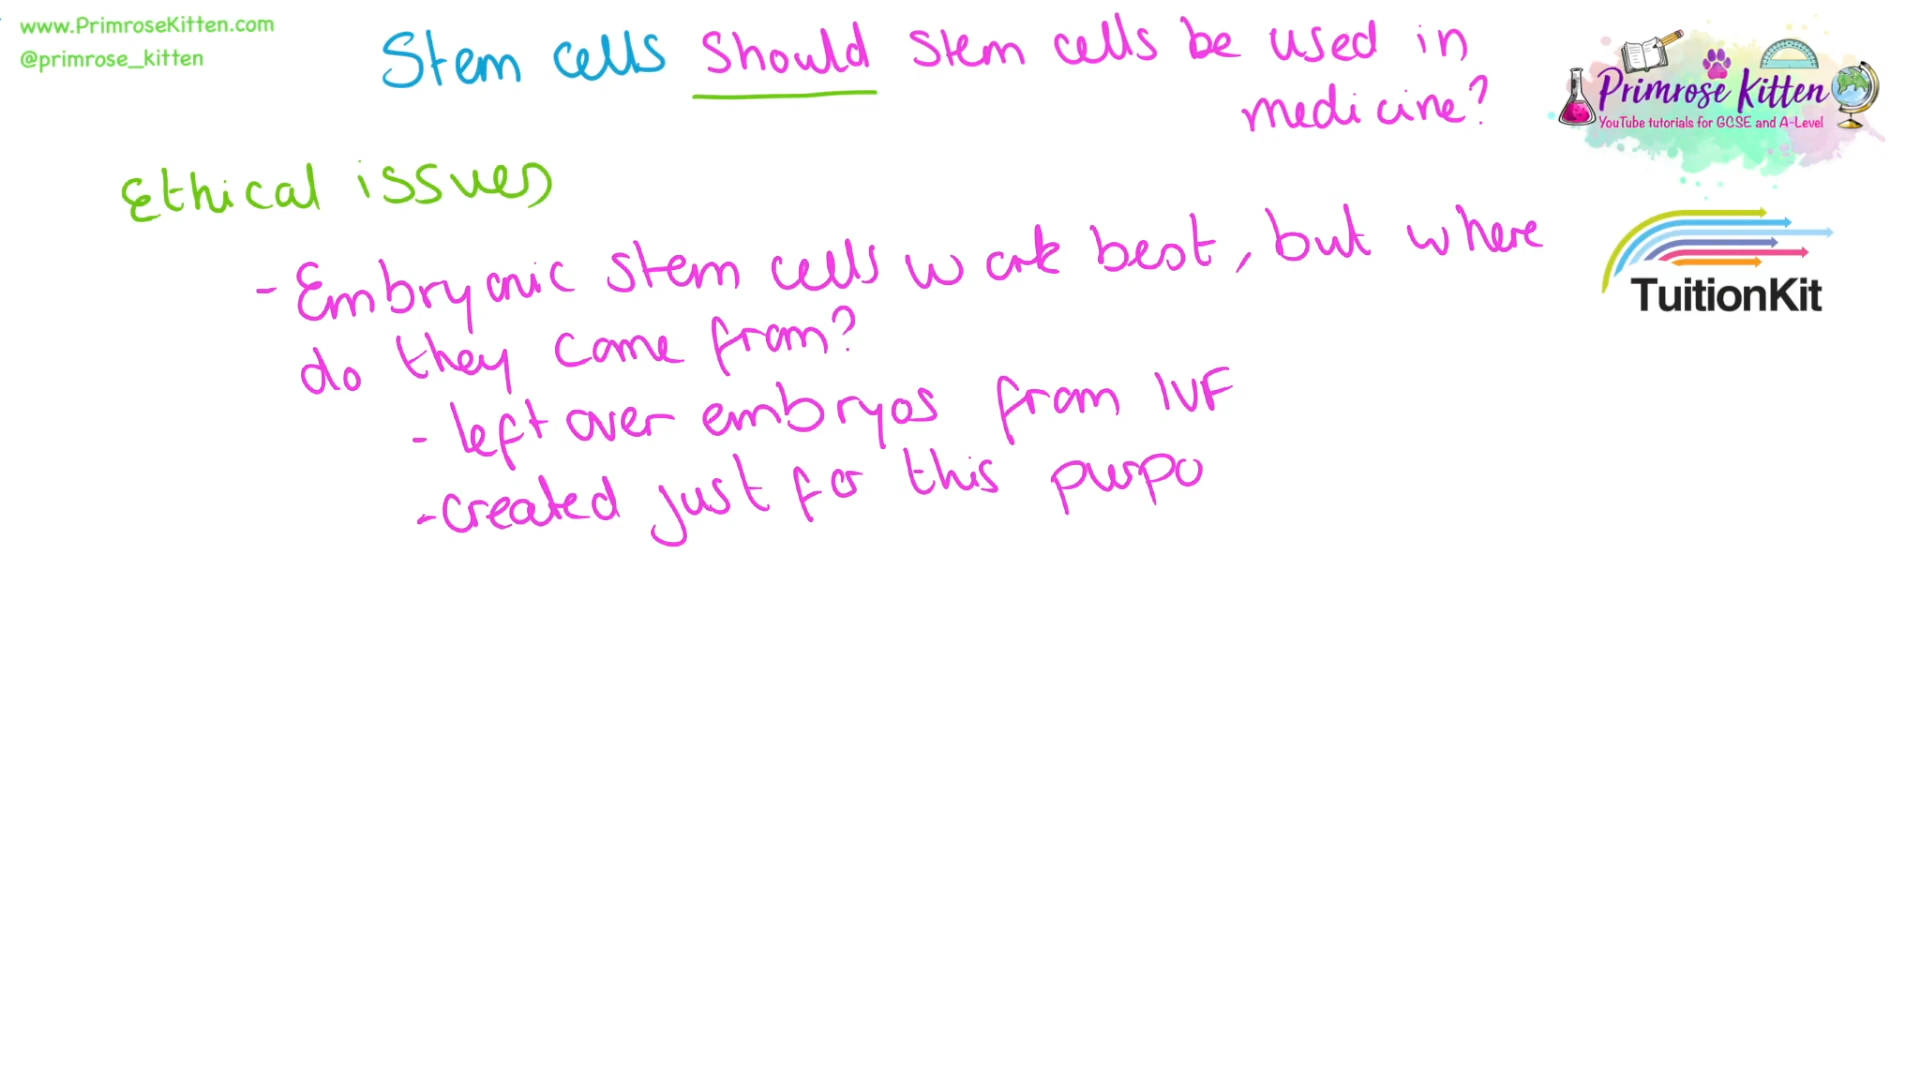 www.PrimroseKitten.com
@primrose_kitten
Stem cells should stem cells be used in
medicine?
Primrose Kitten
YouTube tutorials for GCSE and A-Level
Ethical issues
- Embryonic stem cells work best, but where
do they come from?
- left over embryos from IVF
- created just for this purpo
TuitionKit